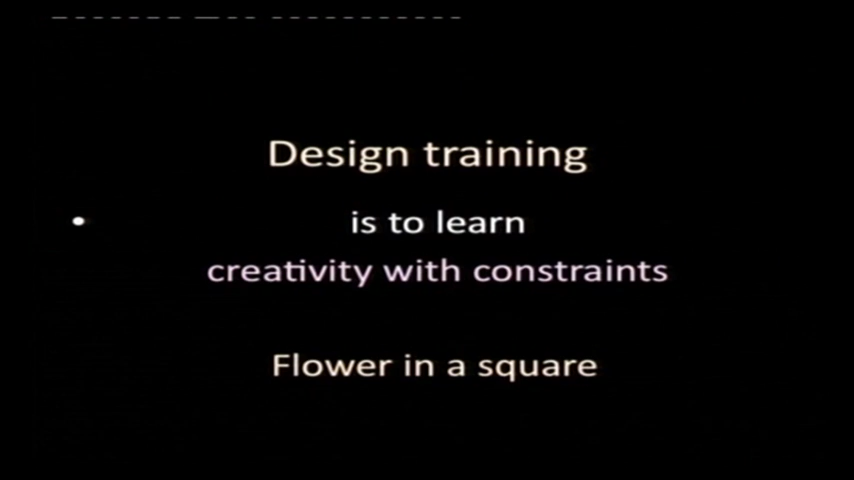 Design training
• is to learn
creativity with constraints
Flower in a square